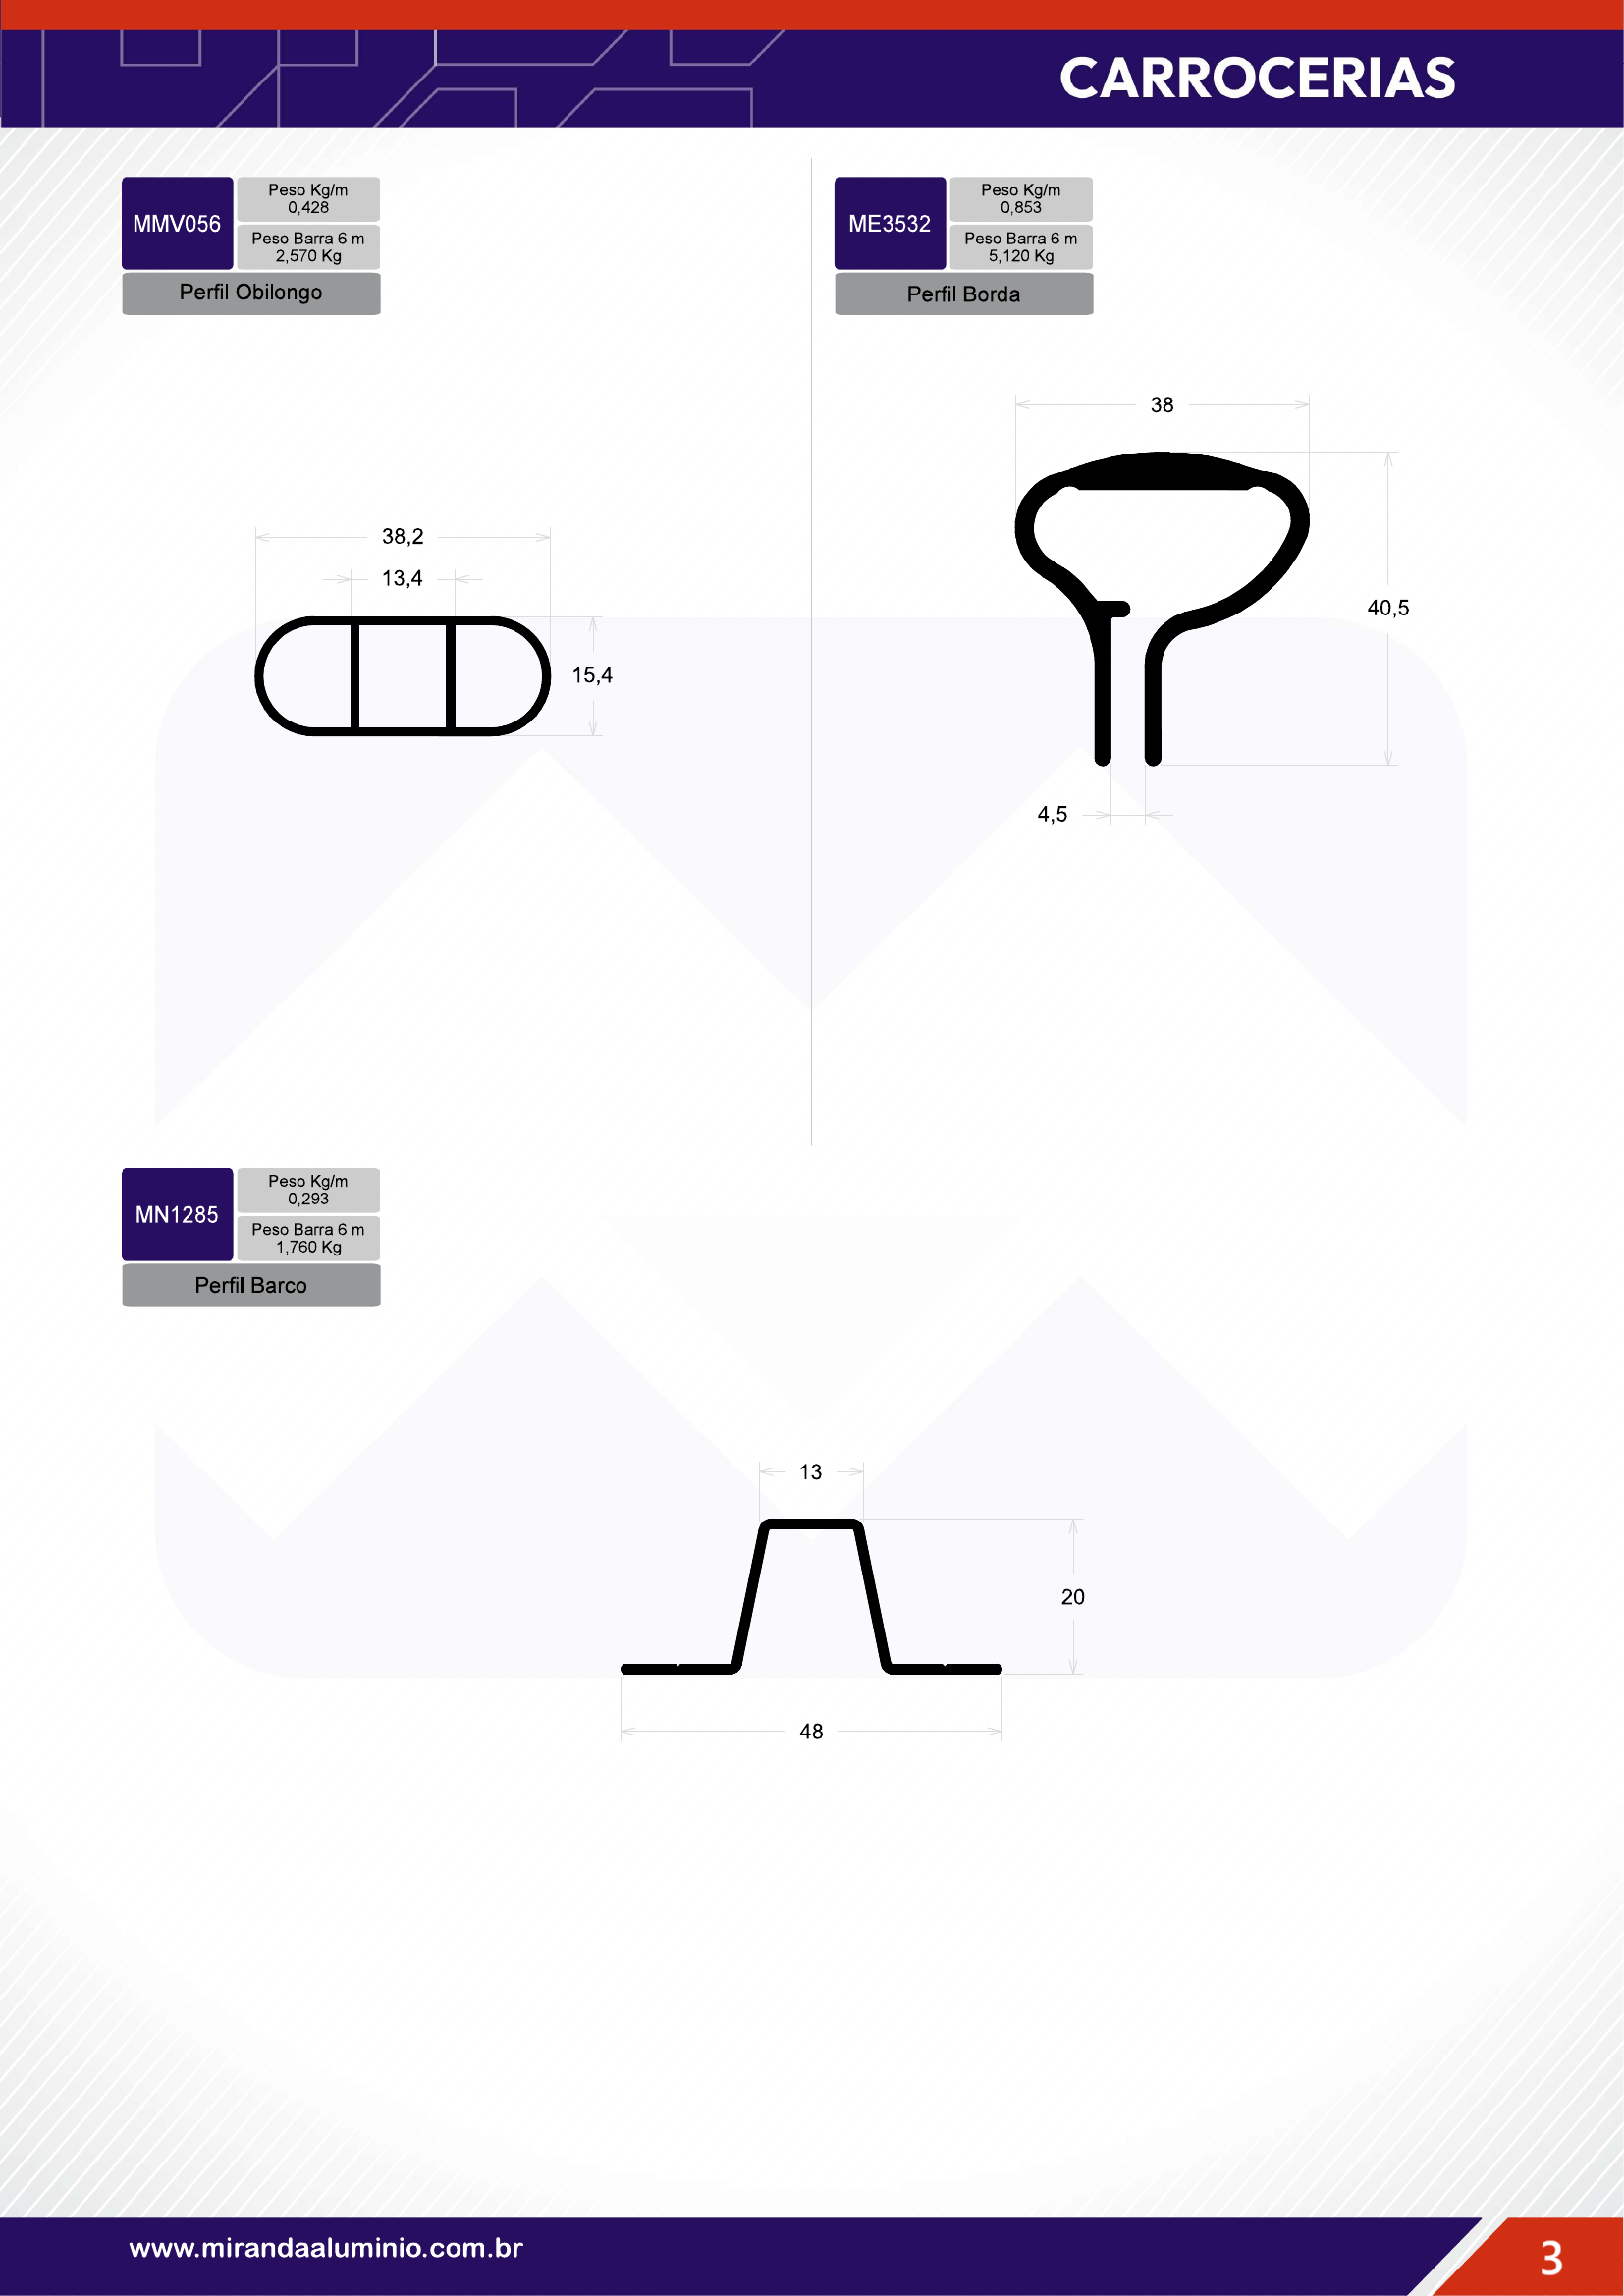 CARROCERIAS
MMV056
Peso Kg/m
0,428
Peso Barra 6 m
2,570 Kg
Perfil Obilongo
38,2
13,4
15,4
ME3532
Peso Kg/m
0,853
Peso Barra 6 m
5,120 Kg
Perfil Borda
38
40,5
4,5
MN1285
Peso Kg/m
0,293
Peso Barra 6 m
1,760 Kg
Perfil Barco
13
20
48
www.mirandaaluminio.com.br
3